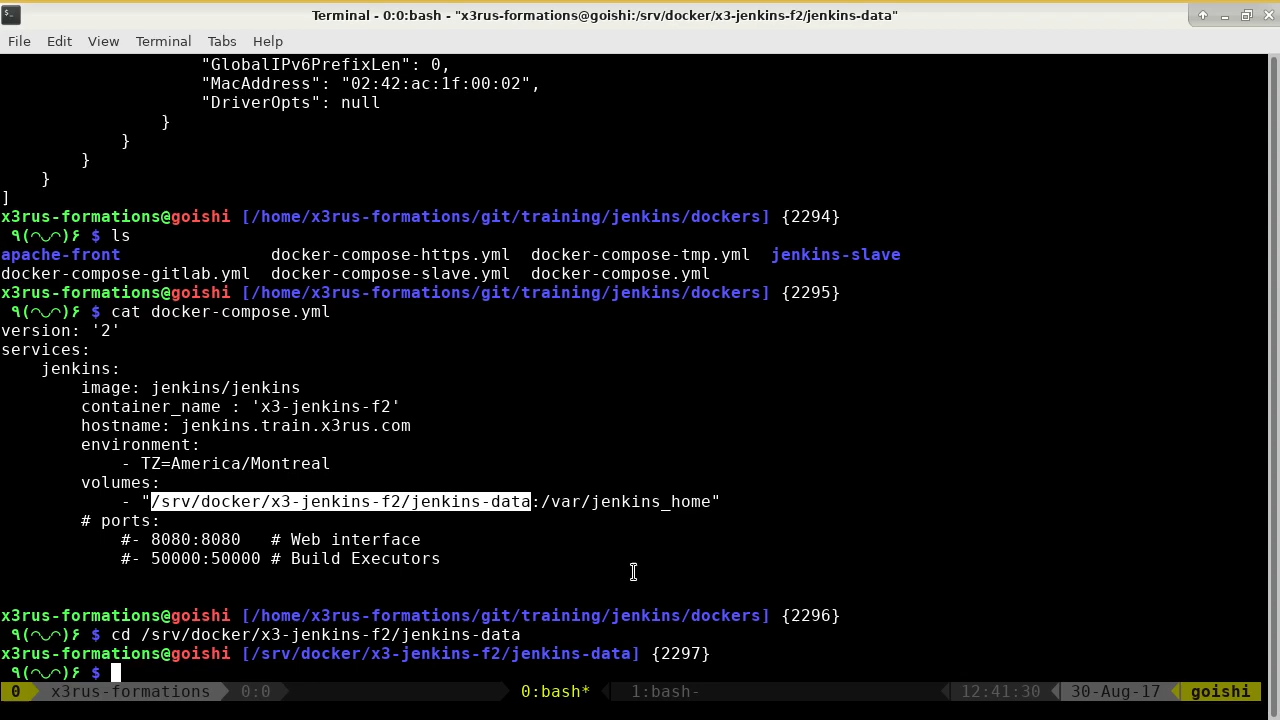 Terminal - 0:0:bash - "x3rus-formations@goishi:/srv/docker/x3-jenkins-f2/jenkins-data"
File Edit View Terminal Tabs Help
"GlobalIPv6PrefixLen": 0,
"MacAddress": "02:42:ac:1f:00:02",
"DriverOpts": null
}
}
}
}
]
x3rus-formations@goishi [/home/x3rus-formations/git/training/jenkins/dockers] {2294}
٩(◠‿◠)۶ $ ls
apache-front docker-compose-https.yml docker-compose-tmp.yml jenkins-slave
docker-compose-gitlab.yml docker-compose-slave.yml docker-compose.yml
x3rus-formations@goishi [/home/x3rus-formations/git/training/jenkins/dockers] {2295}
٩(◠‿◠)۶ $ cat docker-compose.yml
version: '2'
services:
jenkins:
image: jenkins/jenkins
container_name : 'x3-jenkins-f2'
hostname: jenkins.train.x3rus.com
environment:
- TZ=America/Montreal
volumes:
- "/srv/docker/x3-jenkins-f2/jenkins-data:/var/jenkins_home"
# ports:
#- 8080:8080 # Web interface
#- 50000:50000 # Build Executors
x3rus-formations@goishi [/home/x3rus-formations/git/training/jenkins/dockers] {2296}
٩(◠‿◠)۶ $ cd /srv/docker/x3-jenkins-f2/jenkins-data
x3rus-formations@goishi [/srv/docker/x3-jenkins-f2/jenkins-data] {2297}
٩(◠‿◠)۶ $
0 x3rus-formations 0:0 0:bash* 1:bash- 12:41:30 30-Aug-17 goishi